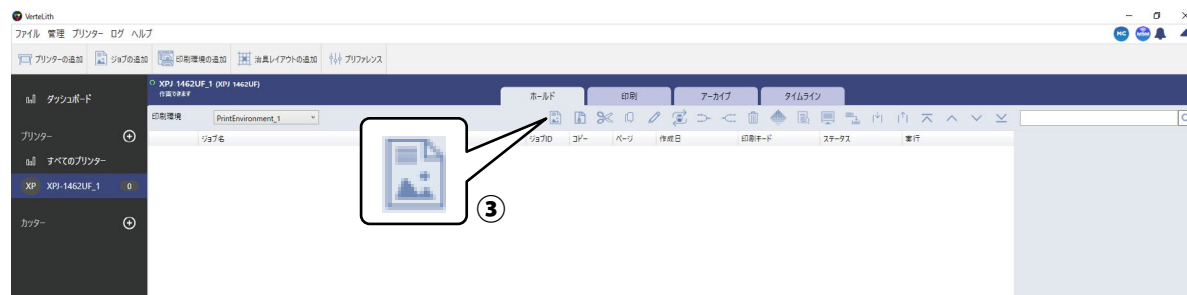 VerteLith
ファイル 管理 プリンター ログ ヘルプ
MC
プリンターの追加 ジョブの追加 印刷環境の追加 治具レイアウトの追加 プリファレンス
XPJ 1462UF_1 (XPJ 1462UF)
作画できます
ダッシュボード
ホールド 印刷 アーカイブ タイムライン
印刷環境 PrintEnvironment_1
プリンター
ジョブ名 ジョブID コピー ページ 作成日 印刷モード ステータス 実行
すべてのプリンター
XP XPJ-1462UF_1 0
③
カッター